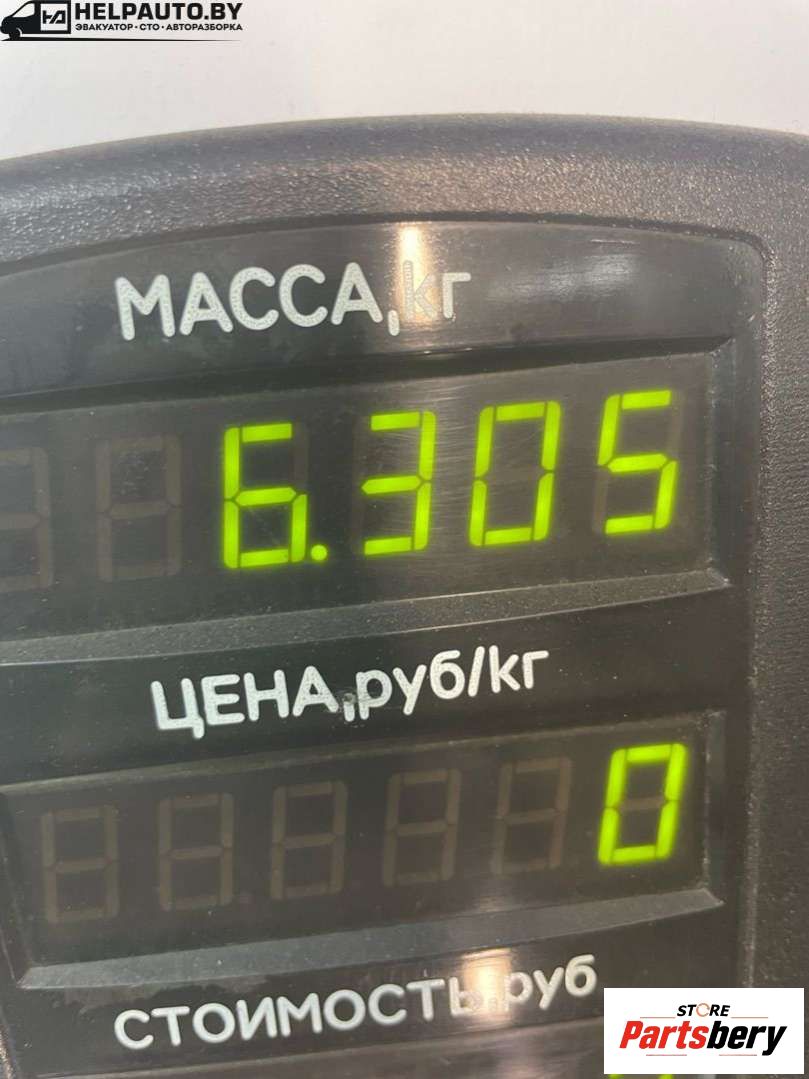 HELPAUTO.BY
ЭВАКУАТОР·СТО·АВТОРАЗБОРКА
МАССА,кг
6.305
ЦЕНА,руб/кг
0
СТОИМОСТЬ,руб
STORE
Partsbery